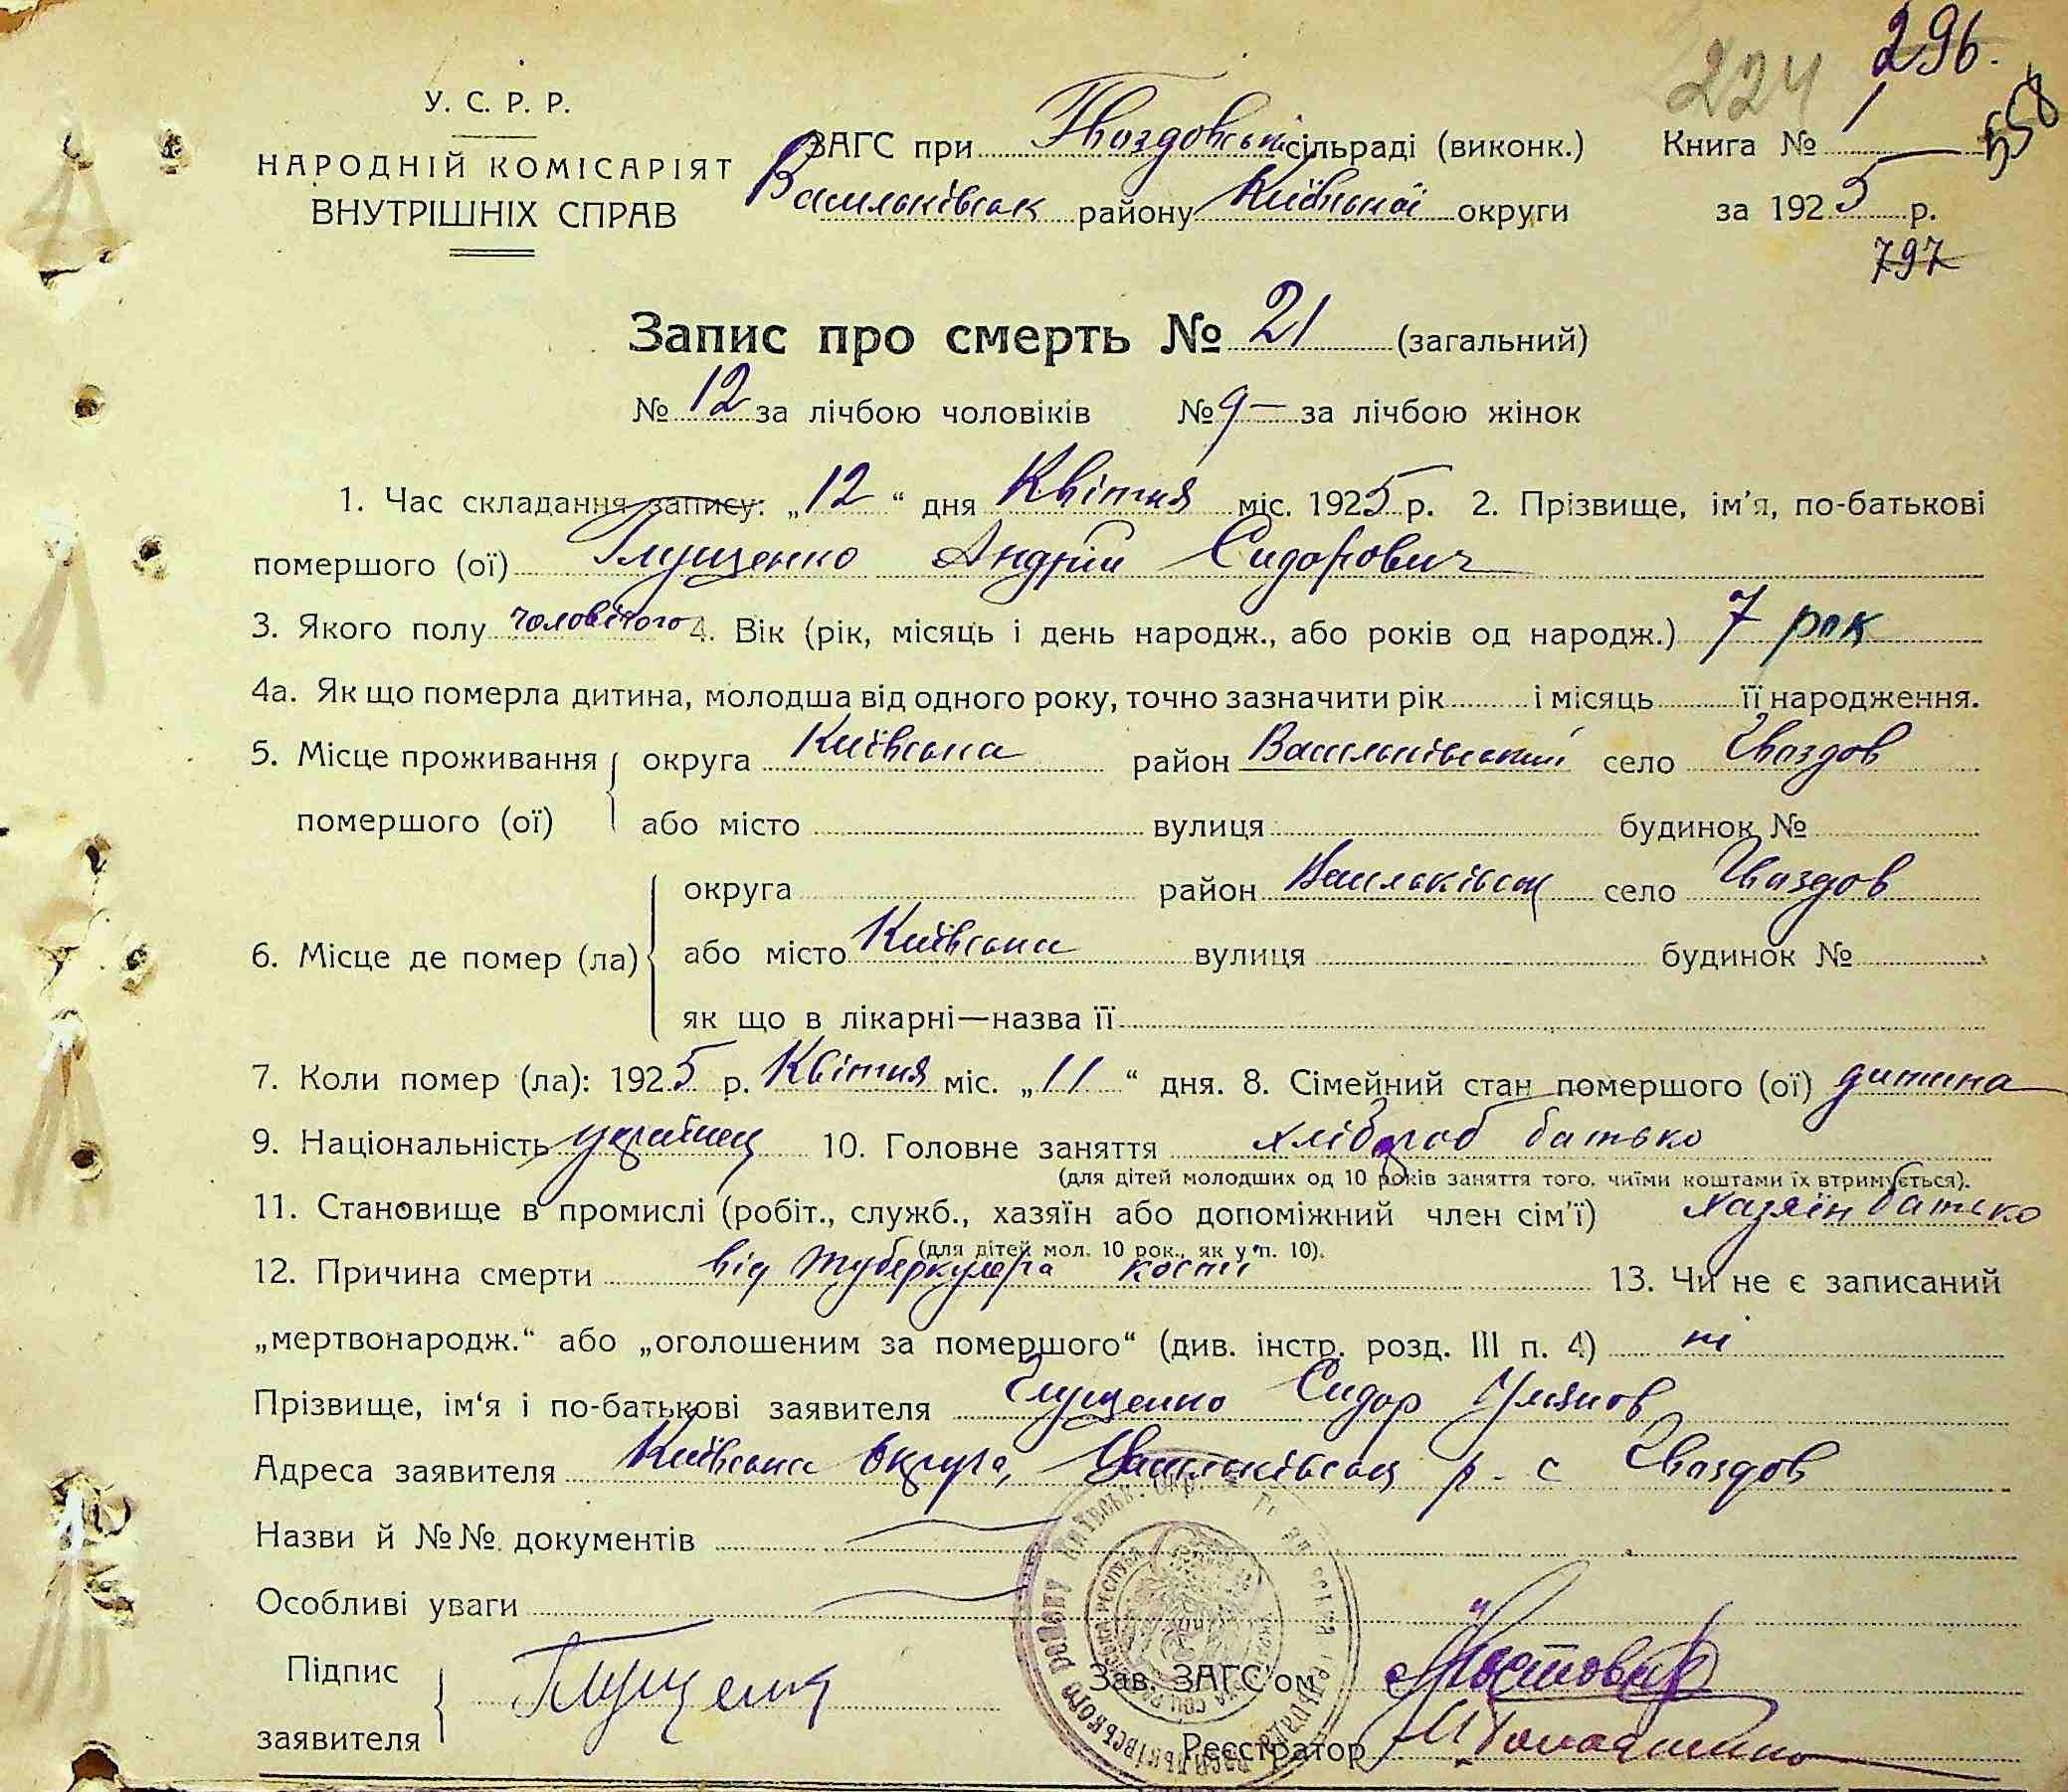 296.
224
558
У. С. Р. Р.
НАРОДНІЙ КОМІСАРІЯТ
ВНУТРІШНІХ СПРАВ
ЗАГС при Гвоздовській сільраді (виконк.) Книга № 1
Васильківськ району Київської округи за 1925 р.
797
Запис про смерть № 21 (загальний)
№ 12 за лічбою чоловіків № 9 — за лічбою жінок
1. Час складання запису: „12“ дня Квітня міс. 1925 р. 2. Прізвище, ім'я, по-батькові
помершого (ої) Глущенко Андрій Сидорович
3. Якого полу чоловічого 4. Вік (рік, місяць і день народж., або років од народж.) 7 рок
4а. Як що померла дитина, молодша від одного року, точно зазначити рік і місяць її народження.
5. Місце проживання округа Київська район Васильківський село Гвоздов
помершого (ої) або місто вулиця будинок №
округа район Васильківськ село Гвоздов
6. Місце де помер (ла) або місто Київська вулиця будинок №
як що в лікарні—назва її
7. Коли помер (ла): 1925 р. Квітня міс. „11“ дня. 8. Сімейний стан помершого (ої) дитина
9. Національність українец 10. Головне заняття хлібороб батько
(для дітей молодших од 10 років заняття того, чиїми коштами їх втримується).
11. Становище в промислі (робіт., служб., хазяїн або допоміжний член сім'ї) хазяїн батько
(для дітей мол. 10 рок., як у п. 10).
12. Причина смерти від туберкульоза кости 13. Чи не є записаний
„мертвонародж.“ або „оголошеним за помершого“ (див. інстр. розд. III п. 4) ні
Прізвище, ім'я і по-батькові заявителя Глущенко Сидор Улянов
Адреса заявителя Київська округа, Васильківськ р - с Гвоздов
Назви й №№ документів
Особливі уваги
Підпис
заявителя Глущенка
Зав. ЗАГС'ом
Реєстратор